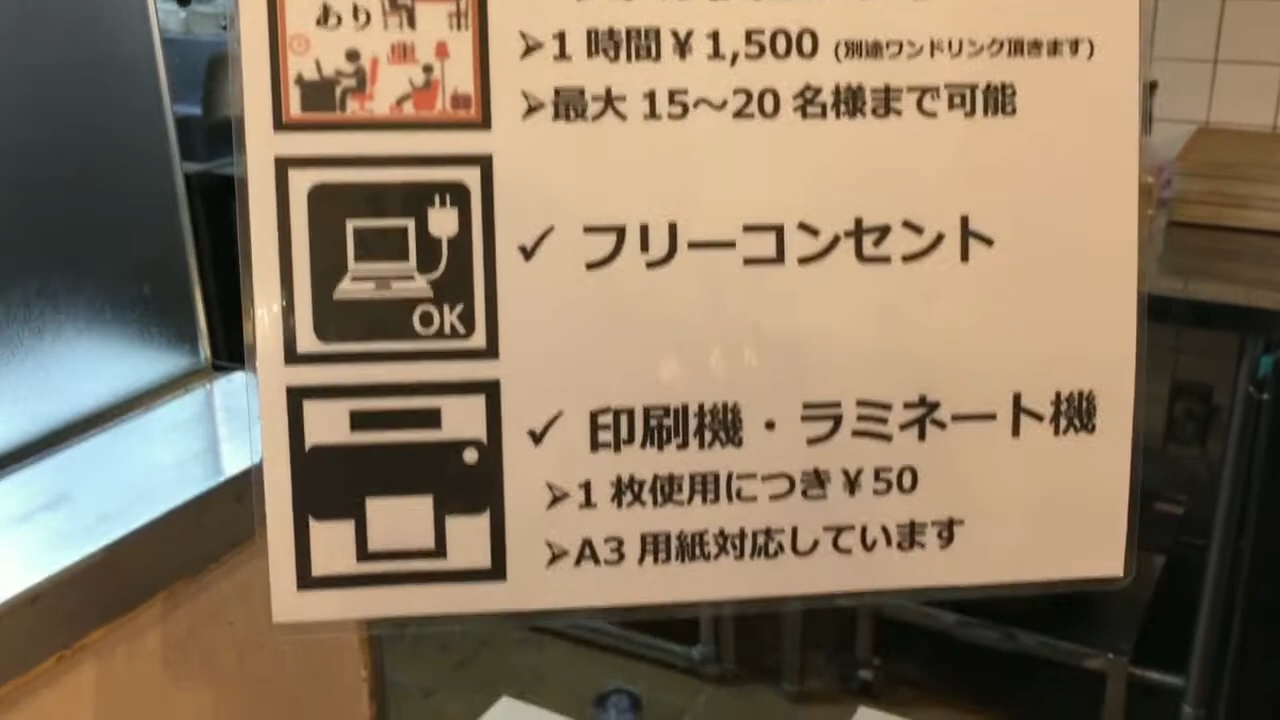 あり
➢1 時間￥1,500 (別途ワンドリンク頂きます)
➢最大 15～20 名様まで可能
OK
✓ フリーコンセント
✓ 印刷機・ラミネート機
➢1 枚使用につき￥50
➢A3 用紙対応しています